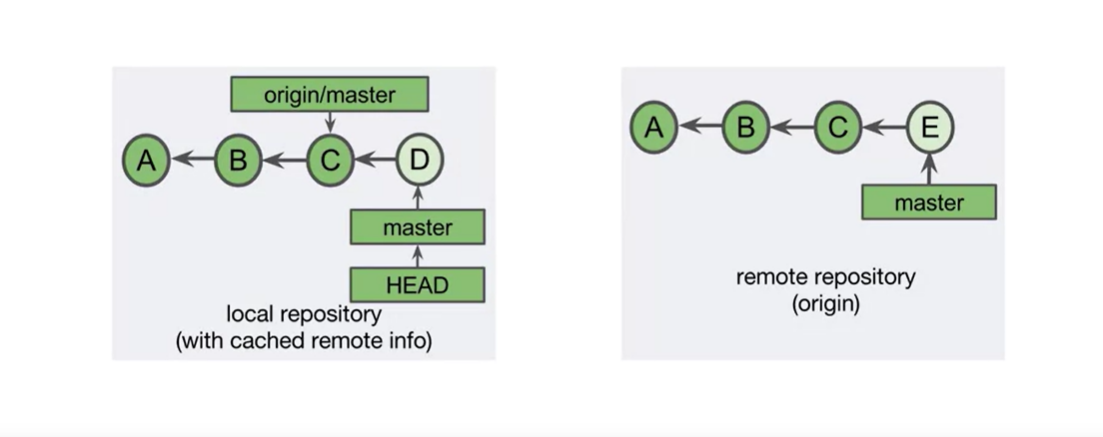 origin/master
A
B
C
D
master
HEAD
local repository
(with cached remote info)
A
B
C
E
master
remote repository
(origin)